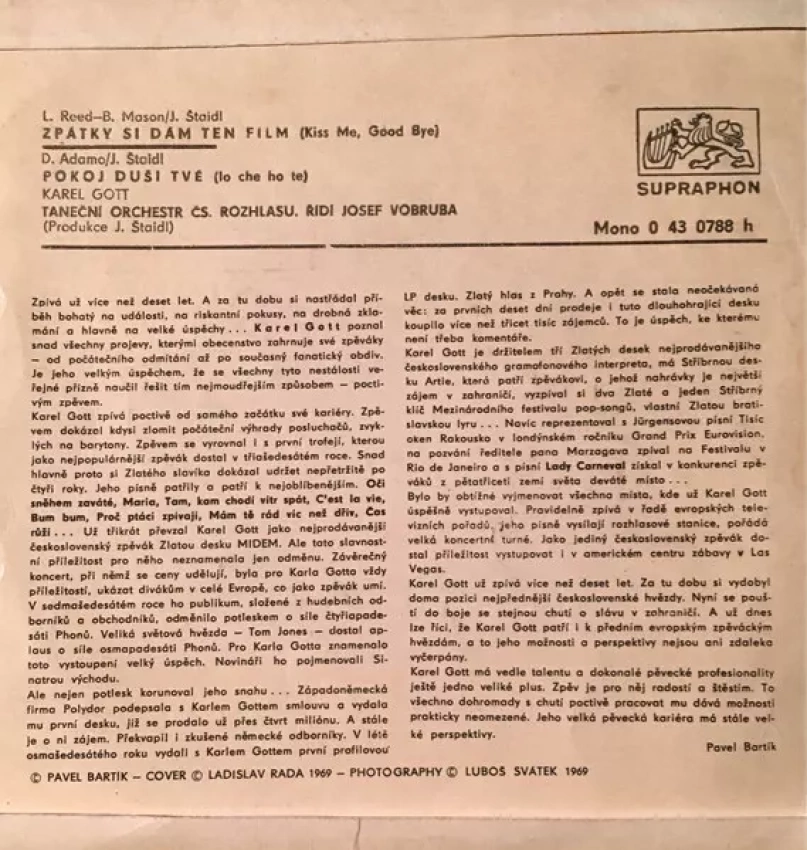 L. Reed–B. Mason/J. Štaidl
ZPÁTKY SI DÁM TEN FILM (Kiss Me, Good Bye)
D. Adamo/J. Štaidl
POKOJ DUŠI TVÉ (Io che ho te)
KAREL GOTT
TANEČNÍ ORCHESTR ČS. ROZHLASU. ŘÍDÍ JOSEF VOBRUBA
(Produkce J. Štaidl)
SUPRAPHON
Mono 0 43 0788 h
Zpívá už více než deset let. A za tu dobu si nastřádal pří-
běh bohatý na události, na riskantní pokusy, na drobná kla-
mání a hlavně na velké úspěchy... Karel Gott poznal
snad všechny projevy, kterými obecenstvo zahrnuje své zpěváky
– od počátečního odmítání až po současný fanatický obdiv.
Je jeho velkým úspěchem, že se všechny tyto nestálosti ve-
řejné přízně naučil řešit tím nejmoudřejším způsobem – pocti-
vým zpěvem.
Karel Gott zpívá poctivě od samého začátku své kariéry. Zpě-
vem dokázal kdysi zlomit počáteční výhrady posluchačů, zvyk-
lých na barytony. Zpěvem se vyrovnal i s první trofejí, kterou
jako nejpopulárnější zpěvák dostal v třiašedesátém roce. Snad
hlavně proto si Zlatého slavíka dokázal udržet nepřetržitě po
čtyři roky. Jeho písně patřily a patří k nejoblíbenějším. Oči
sněhem zaváté, Maria, Tam, kam chodí vítr spát, C'est la vie,
Bum bum, Proč ptáci zpívají, Mám tě rád víc než dřív, Čas
růží... Už třikrát převzal Karel Gott jako nejprodávanější
československý zpěvák Zlatou desku MIDEM. Ale tato slavnost-
ní příležitost pro něho neznamenala jen odměnu. Závěrečný
koncert, při němž se ceny udělují, byla pro Karla Gotta vždy
příležitostí, ukázat divákům v celé Evropě, co jako zpěvák umí.
V sedmašedesátém roce ho publikum, složené z hudebních od-
borníků a obchodníků, odměnilo potleskem o síle čtyřiapade-
sáti Phonů. Veliká světová hvězda – Tom Jones – dostal ap-
laus o síle osmapadesáti Phonů. Pro Karla Gotta znamenalo
toto vystoupení velký úspěch. Novináři ho pojmenovali Si-
natrou východu.
Ale nejen potlesk korunoval jeho snahu... Západoněmecká
firma Polydor podepsala s Karlem Gottem smlouvu a vydala
mu první desku, jíž se prodalo už přes čtvrt miliónu. A stále
je o ni zájem. Překvapil i zkušené německé odborníky. V létě
osmašedesátého roku vydali s Karlem Gottem první profilovou
LP desku. Zlatý hlas z Prahy. A opět se stala neočekávaná
věc: za prvních deset dní prodeje i tuto dlouhohrající desku
koupilo více než třicet tisíc zájemců. To je úspěch, ke kterému
není třeba komentáře.
Karel Gott je držitelem tří Zlatých desek nejprodávanějšího
československého gramofonového interpreta, má Stříbrnou des-
ku Artie, která patří zpěvákovi, o jehož nahrávky je největší
zájem v zahraničí, vyzpíval si dva Zlaté a jeden Stříbrný
klíč Mezinárodního festivalu pop-songů, vlastní Zlatou brati-
slavskou lyru... Navíc reprezentoval s Jürgensovou písní Tisíc
oken Rakousko v londýnském ročníku Grand Prix Eurovision,
na pozvání ředitele pana Marzagava zpíval na Festivalu v
Rio de Janeiro a s písní Lady Carneval získal v konkurenci zpě-
váků z pětatřiceti zemí světa deváté místo...
Bylo by obtížné vyjmenovat všechna místa, kde už Karel Gott
úspěšně vystupoval. Pravidelně zpívá v řadě evropských tele-
vizních pořadů, jeho písně vysílají rozhlasové stanice, pořádá
velká koncertní turné. Jako jediný československý zpěvák do-
stal příležitost vystupovat i v americkém centru zábavy v Las
Vegas.
Karel Gott už zpívá více než deset let. Za tu dobu si vydobyl
doma pozici nejpřednější československé hvězdy. Nyní se pouš-
tí do boje se stejnou chutí o slávu v zahraničí. A už dnes
lze říci, že Karel Gott patří i k předním evropským zpěváckým
hvězdám, a to jeho možnosti a perspektivy nejsou ani zdaleka
vyčerpány.
Karel Gott má vedle talentu a dokonalé pěvecké profesionality
ještě jedno veliké plus. Zpěv je pro něj radostí a štěstím. To
všechno dohromady s chutí poctivě pracovat mu dává možnosti
prakticky neomezené. Jeho velká pěvecká kariéra má stále vel-
ké perspektivy.
Pavel Bartík
© PAVEL BARTÍK – COVER © LADISLAV RADA 1969 – PHOTOGRAPHY © LUBOŠ SVÁTEK 1969